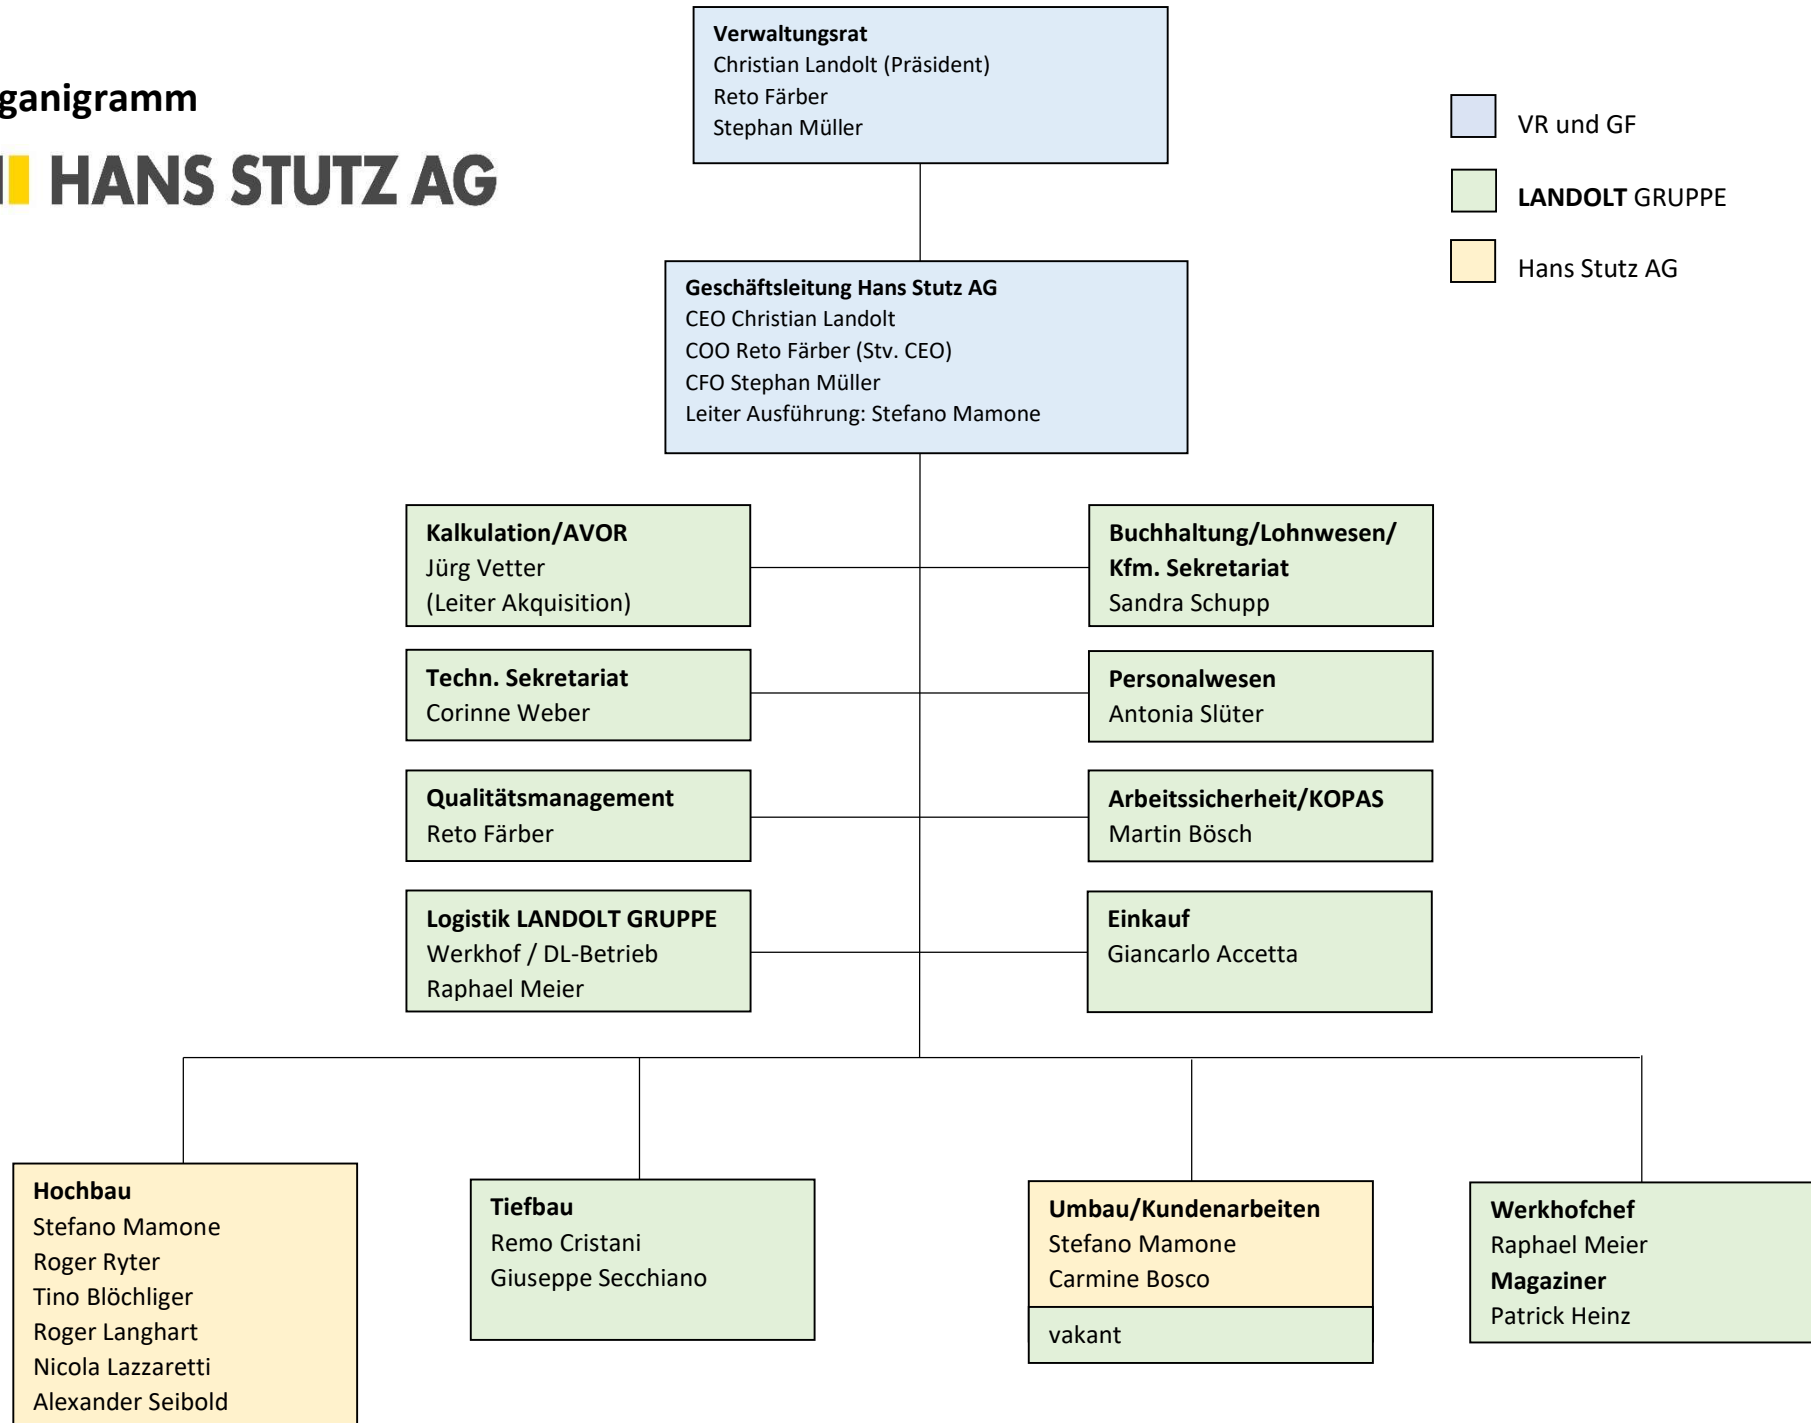 Verwaltungsrat
Christian Landolt (Präsident)
Reto Färber
Stephan Müller
ganigramm
HANS STUTZ AG
VR und GF
LANDOLT GRUPPE
Hans Stutz AG
Geschäftsleitung Hans Stutz AG
CEO Christian Landolt
COO Reto Färber (Stv. CEO)
CFO Stephan Müller
Leiter Ausführung: Stefano Mamone
Kalkulation/AVOR
Jürg Vetter
(Leiter Akquisition)
Buchhaltung/Lohnwesen/
Kfm. Sekretariat
Sandra Schupp
Techn. Sekretariat
Corinne Weber
Personalwesen
Antonia Slüter
Qualitätsmanagement
Reto Färber
Arbeitssicherheit/KOPAS
Martin Bösch
Logistik LANDOLT GRUPPE
Werkhof / DL-Betrieb
Raphael Meier
Einkauf
Giancarlo Accetta
Hochbau
Stefano Mamone
Roger Ryter
Tino Blöchliger
Roger Langhart
Nicola Lazzaretti
Alexander Seibold
Tiefbau
Remo Cristani
Giuseppe Secchiano
Umbau/Kundenarbeiten
Stefano Mamone
Carmine Bosco
vakant
Werkhofchef
Raphael Meier
Magaziner
Patrick Heinz